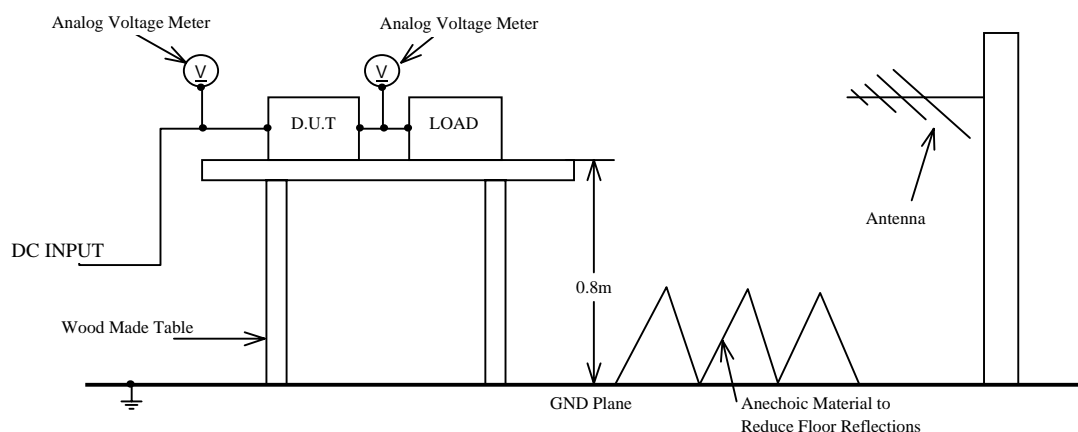 Analog Voltage Meter
Analog Voltage Meter
V
V
D.U.T
LOAD
Antenna
DC INPUT
0.8m
Wood Made Table
GND Plane
Anechoic Material to
Reduce Floor Reflections